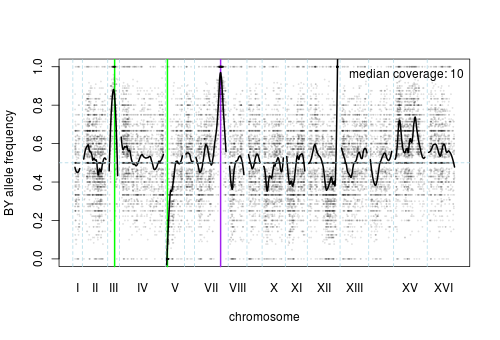 median coverage: 10
BY allele frequency
1.0
0.8
0.6
0.4
0.2
0.0
I II III IV V VII VIII X XI XII XIII XV XVI
chromosome